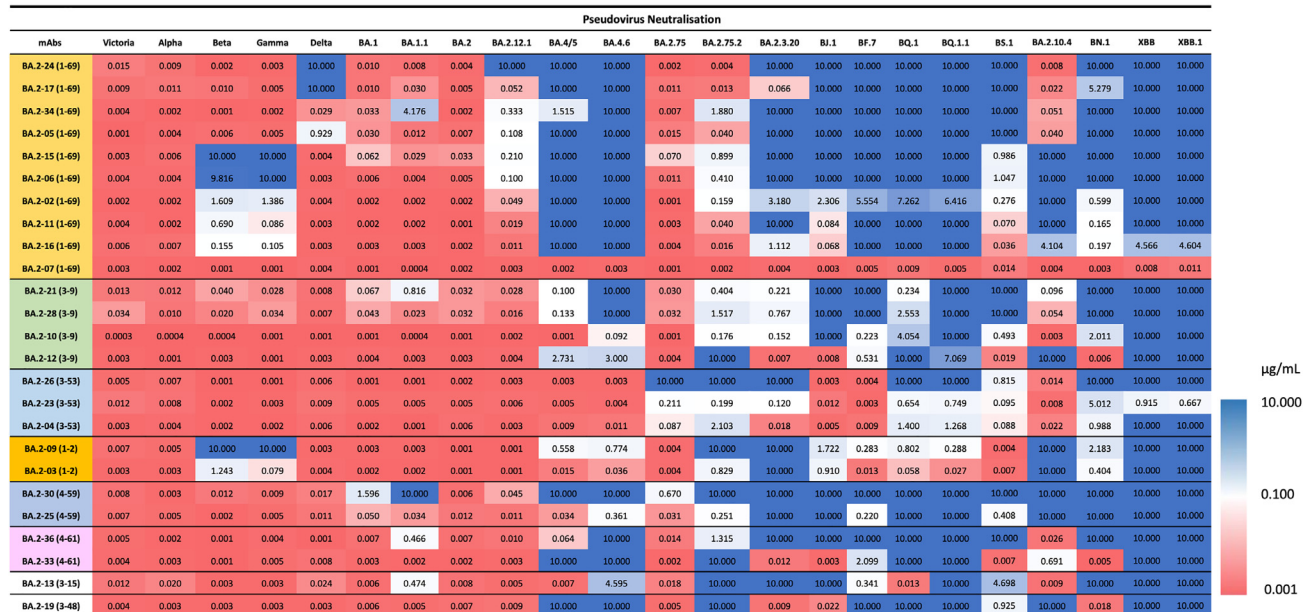 Pseudovirus Neutralisation
mAbs Victoria Alpha Beta Gamma Delta BA.1 BA.1.1 BA.2 BA.2.12.1 BA.4/5 BA.4.6 BA.2.75 BA.2.75.2 BA.2.3.20 BJ.1 BF.7 BQ.1 BQ.1.1 BS.1 BA.2.10.4 BN.1 XBB XBB.1
BA.2-24 (1-69) 0.015 0.009 0.002 0.003 10.000 0.010 0.008 0.004 10.000 10.000 10.000 0.002 0.004 10.000 10.000 10.000 10.000 10.000 10.000 0.008 10.000 10.000 10.000
BA.2-17 (1-69) 0.009 0.011 0.010 0.005 10.000 0.010 0.030 0.005 0.052 10.000 10.000 0.011 0.013 0.066 10.000 10.000 10.000 10.000 10.000 0.022 5.279 10.000 10.000
BA.2-34 (1-69) 0.004 0.002 0.001 0.002 0.029 0.033 4.176 0.002 0.333 1.515 10.000 0.007 1.880 10.000 10.000 10.000 10.000 10.000 10.000 0.051 10.000 10.000 10.000
BA.2-05 (1-69) 0.001 0.004 0.006 0.005 0.929 0.030 0.012 0.007 0.108 10.000 10.000 0.015 0.040 10.000 10.000 10.000 10.000 10.000 10.000 0.040 10.000 10.000 10.000
BA.2-15 (1-69) 0.003 0.006 10.000 10.000 0.004 0.062 0.029 0.033 0.210 10.000 10.000 0.070 0.899 10.000 10.000 10.000 10.000 10.000 0.986 10.000 10.000 10.000 10.000
BA.2-06 (1-69) 0.004 0.004 9.816 10.000 0.003 0.006 0.004 0.005 0.100 10.000 10.000 0.011 0.410 10.000 10.000 10.000 10.000 10.000 1.047 10.000 10.000 10.000 10.000
BA.2-02 (1-69) 0.002 0.002 1.609 1.386 0.004 0.002 0.002 0.002 0.049 10.000 10.000 0.002 0.159 3.180 2.306 5.554 7.262 6.416 0.276 10.000 0.599 10.000 10.000
BA.2-11 (1-69) 0.004 0.004 0.690 0.086 0.004 0.002 0.002 0.001 0.019 10.000 10.000 0.003 0.040 10.000 0.084 10.000 10.000 10.000 0.070 10.000 0.165 10.000 10.000
BA.2-16 (1-69) 0.006 0.007 0.155 0.105 0.003 0.003 0.003 0.002 0.011 10.000 10.000 0.004 0.016 1.112 0.068 10.000 10.000 10.000 0.036 4.104 0.197 4.566 4.604
BA.2-07 (1-69) 0.003 0.002 0.001 0.001 0.004 0.001 0.0004 0.002 0.003 0.002 0.003 0.001 0.002 0.004 0.003 0.005 0.009 0.005 0.014 0.004 0.003 0.008 0.011
BA.2-21 (3-9) 0.013 0.012 0.040 0.028 0.008 0.067 0.816 0.032 0.028 0.100 10.000 0.030 0.404 0.221 10.000 10.000 0.234 10.000 10.000 0.096 10.000 10.000 10.000
BA.2-28 (3-9) 0.034 0.010 0.020 0.034 0.007 0.043 0.023 0.032 0.016 0.133 10.000 0.032 1.517 0.767 10.000 10.000 2.553 10.000 10.000 0.054 10.000 10.000 10.000
BA.2-10 (3-9) 0.0003 0.0004 0.0004 0.001 0.001 0.001 0.0004 0.001 0.002 0.001 0.092 0.001 0.176 0.152 10.000 0.223 4.054 10.000 0.493 0.003 2.011 10.000 10.000
BA.2-12 (3-9) 0.003 0.001 0.003 0.001 0.003 0.004 0.003 0.003 0.004 2.731 3.000 0.004 10.000 0.007 0.008 0.531 10.000 7.069 0.019 10.000 0.006 10.000 10.000
BA.2-26 (3-53) 0.005 0.007 0.001 0.001 0.006 0.001 0.001 0.002 0.003 0.003 0.003 10.000 10.000 10.000 0.003 0.004 10.000 10.000 0.815 0.014 10.000 10.000 10.000
BA.2-23 (3-53) 0.012 0.008 0.002 0.003 0.009 0.005 0.004 0.005 0.006 0.005 0.004 0.211 0.199 0.120 0.012 0.003 0.654 0.749 0.095 0.008 5.012 0.915 0.667
BA.2-04 (3-53) 0.003 0.004 0.002 0.002 0.006 0.002 0.001 0.006 0.003 0.009 0.011 0.087 2.103 0.018 0.005 0.009 1.400 1.268 0.088 0.022 0.988 10.000 10.000
BA.2-09 (1-2) 0.007 0.005 10.000 10.000 0.005 0.003 0.002 0.001 0.001 0.558 0.774 0.004 10.000 10.000 1.722 0.283 0.802 0.288 0.004 10.000 2.183 10.000 10.000
BA.2-03 (1-2) 0.003 0.003 1.243 0.079 0.004 0.002 0.002 0.001 0.001 0.015 0.036 0.004 0.829 10.000 0.910 0.013 0.058 0.027 0.007 10.000 0.404 10.000 10.000
BA.2-30 (4-59) 0.008 0.003 0.012 0.009 0.017 1.596 10.000 0.006 0.045 10.000 10.000 0.670 10.000 10.000 10.000 10.000 10.000 10.000 10.000 10.000 10.000 10.000 10.000
BA.2-25 (4-59) 0.007 0.005 0.002 0.005 0.011 0.050 0.034 0.012 0.011 0.034 0.361 0.031 0.251 10.000 10.000 0.220 10.000 10.000 0.408 10.000 10.000 10.000 10.000
BA.2-36 (4-61) 0.005 0.002 0.001 0.004 0.001 0.007 0.466 0.007 0.010 0.064 10.000 0.014 1.315 10.000 10.000 10.000 10.000 10.000 10.000 0.026 10.000 10.000 10.000
BA.2-33 (4-61) 0.004 0.003 0.001 0.005 0.008 0.003 0.003 0.002 0.003 10.000 10.000 0.008 10.000 0.012 0.003 2.099 10.000 10.000 0.007 0.691 0.005 10.000 10.000
BA.2-13 (3-15) 0.012 0.020 0.003 0.003 0.024 0.006 0.474 0.008 0.005 0.007 4.595 0.018 10.000 10.000 10.000 0.341 0.013 10.000 4.698 0.009 10.000 10.000 10.000
BA.2-19 (3-48) 0.004 0.003 0.003 0.003 0.003 0.006 0.005 0.007 0.009 10.000 10.000 0.005 10.000 0.009 0.022 10.000 10.000 10.000 0.925 10.000 0.018 10.000 10.000
µg/mL
10.000
0.100
0.001